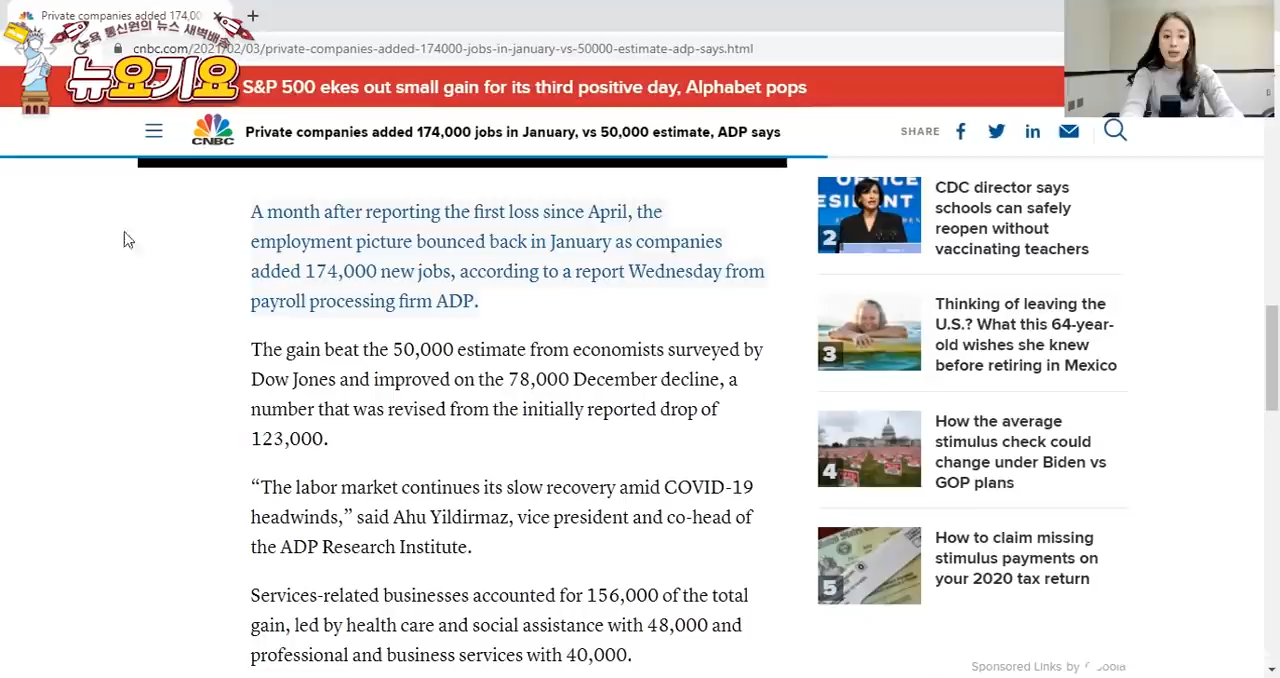 Private companies added 174,00
뉴욕 통신원의 뉴스 새벽배송
뉴요기요
cnbc.com/2021/02/03/private-companies-added-174000-jobs-in-january-vs-50000-estimate-adp-says.html
S&P 500 ekes out small gain for its third positive day, Alphabet pops
CNBC
Private companies added 174,000 jobs in January, vs 50,000 estimate, ADP says
SHARE
A month after reporting the first loss since April, the
employment picture bounced back in January as companies
added 174,000 new jobs, according to a report Wednesday from
payroll processing firm ADP.
The gain beat the 50,000 estimate from economists surveyed by
Dow Jones and improved on the 78,000 December decline, a
number that was revised from the initially reported drop of
123,000.
“The labor market continues its slow recovery amid COVID-19
headwinds,” said Ahu Yildirmaz, vice president and co-head of
the ADP Research Institute.
Services-related businesses accounted for 156,000 of the total
gain, led by health care and social assistance with 48,000 and
professional and business services with 40,000.
2
CDC director says
schools can safely
reopen without
vaccinating teachers
3
Thinking of leaving the
U.S.? What this 64-year-
old wishes she knew
before retiring in Mexico
4
How the average
stimulus check could
change under Biden vs
GOP plans
5
How to claim missing
stimulus payments on
your 2020 tax return
Sponsored Links by